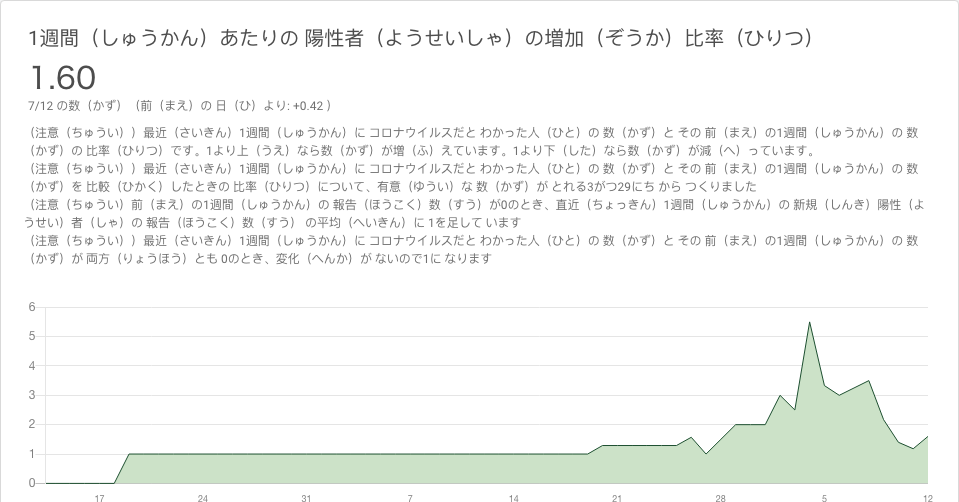 1週間（しゅうかん）あたりの 陽性者（ようせいしゃ）の増加（ぞうか）比率（ひりつ）
1.60
7/12 の数（かず）（前（まえ）の 日（ひ）より: +0.42 ）
（注意（ちゅうい））最近（さいきん）1週間（しゅうかん）に コロナウイルスだと わかった人（ひと）の 数（かず）と その 前（まえ）の1週間（しゅうかん）の 数
（かず）の 比率（ひりつ）です。1より上（うえ）なら数（かず）が増（ふ）えています。1より下（した）なら数（かず）が減（へ）っています。
（注意（ちゅうい））最近（さいきん）1週間（しゅうかん）に コロナウイルスだと わかった人（ひと）の 数（かず）と その 前（まえ）の1週間（しゅうかん）の 数
（かず）を 比較（ひかく）したときの 比率（ひりつ）について、有意（ゆうい）な 数（かず）が とれる3がつ29にち から つくりました
（注意（ちゅうい）前（まえ）の1週間（しゅうかん）の 報告（ほうこく）数（すう）が0のとき、直近（ちょっきん）1週間（しゅうかん）の 新規（しんき）陽性（よ
うせい）者（しゃ）の 報告（ほうこく）数（すう） の平均（へいきん）に 1を足して います
（注意（ちゅうい））最近（さいきん）1週間（しゅうかん）に コロナウイルスだと わかった人（ひと）の 数（かず）と その 前（まえ）の1週間（しゅうかん）の 数
（かず）が 両方（りょうほう）とも 0のとき、変化（へんか）が ないので1に なります
6
5
4
3
2
1
0
17 24 31 7 14 21 28 5 12